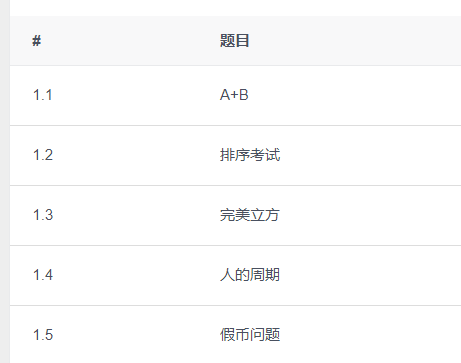 # 题目
1.1 A+B
1.2 排序考试
1.3 完美立方
1.4 人的周期
1.5 假币问题